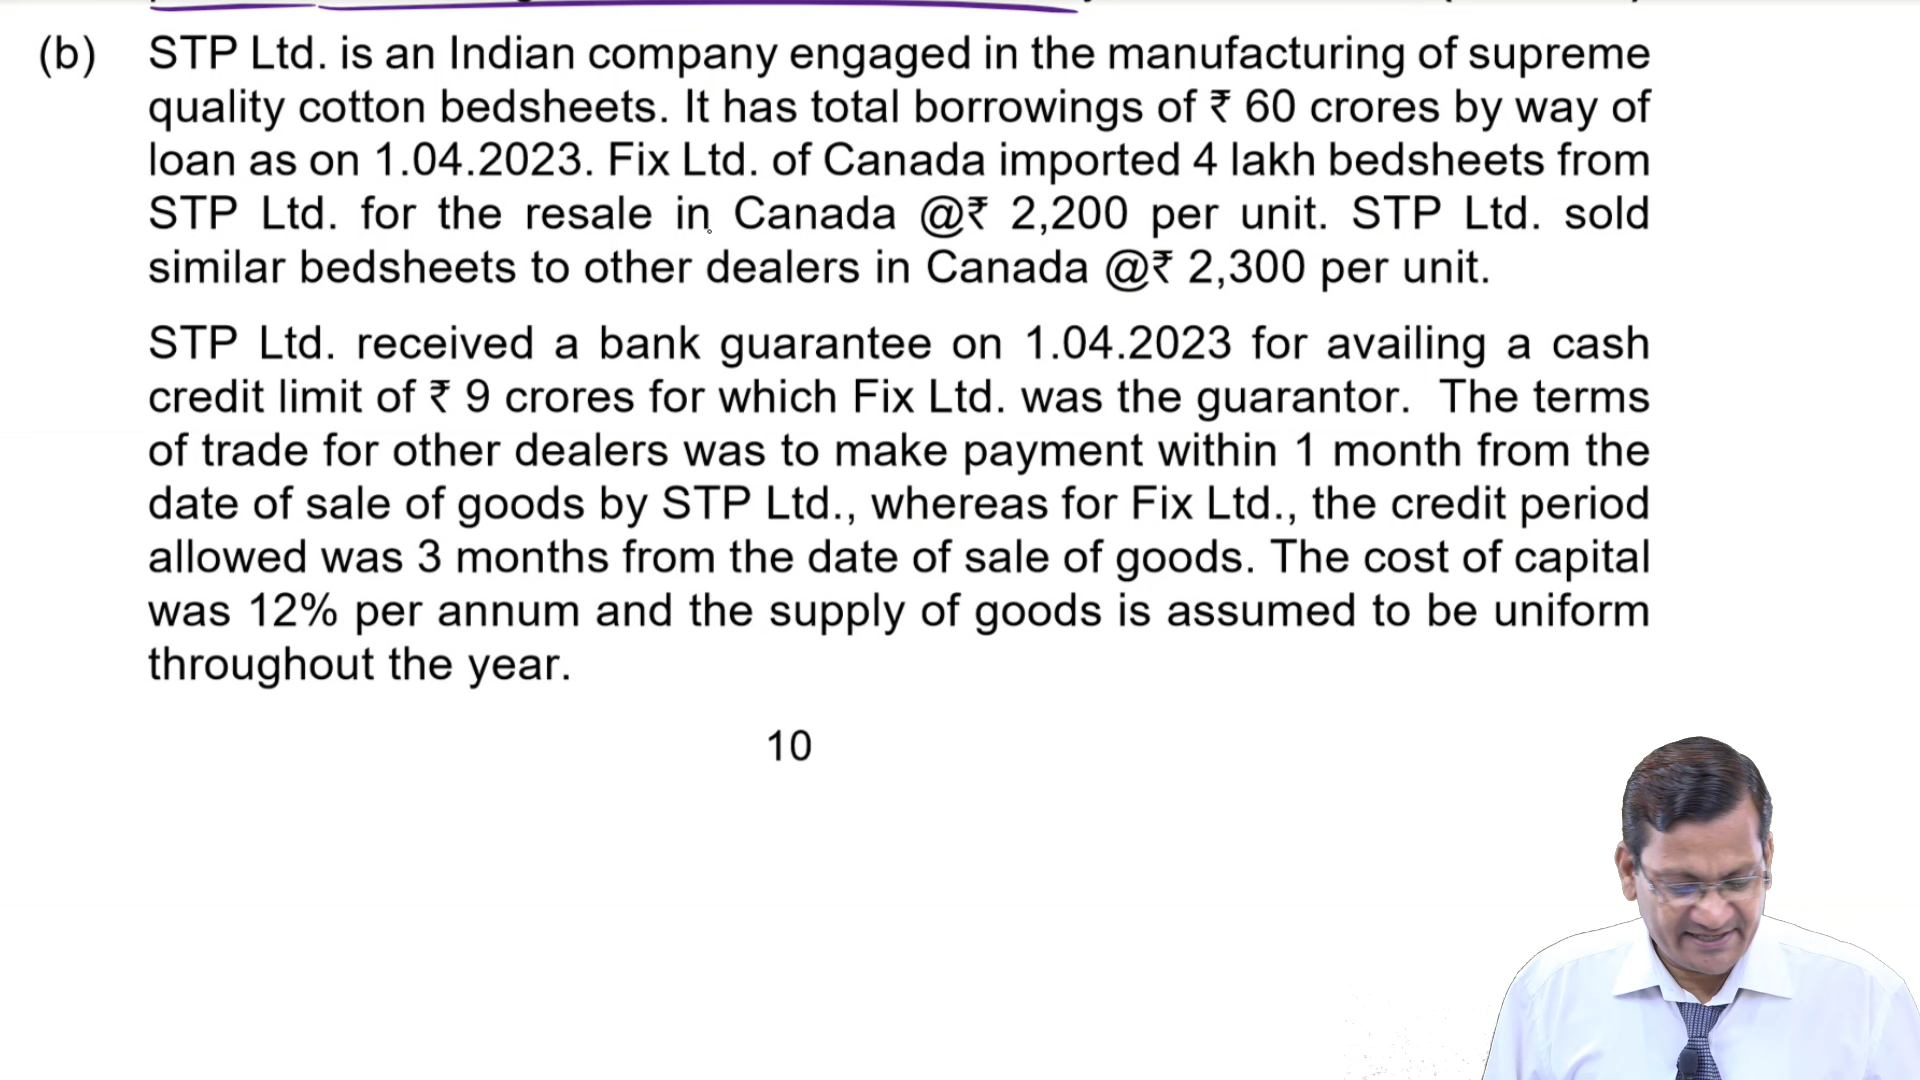 (b) STP Ltd. is an Indian company engaged in the manufacturing of supreme
quality cotton bedsheets. It has total borrowings of ₹ 60 crores by way of
loan as on 1.04.2023. Fix Ltd. of Canada imported 4 lakh bedsheets from
STP Ltd. for the resale in Canada @₹ 2,200 per unit. STP Ltd. sold
similar bedsheets to other dealers in Canada @₹ 2,300 per unit.
STP Ltd. received a bank guarantee on 1.04.2023 for availing a cash
credit limit of ₹ 9 crores for which Fix Ltd. was the guarantor. The terms
of trade for other dealers was to make payment within 1 month from the
date of sale of goods by STP Ltd., whereas for Fix Ltd., the credit period
allowed was 3 months from the date of sale of goods. The cost of capital
was 12% per annum and the supply of goods is assumed to be uniform
throughout the year.
10